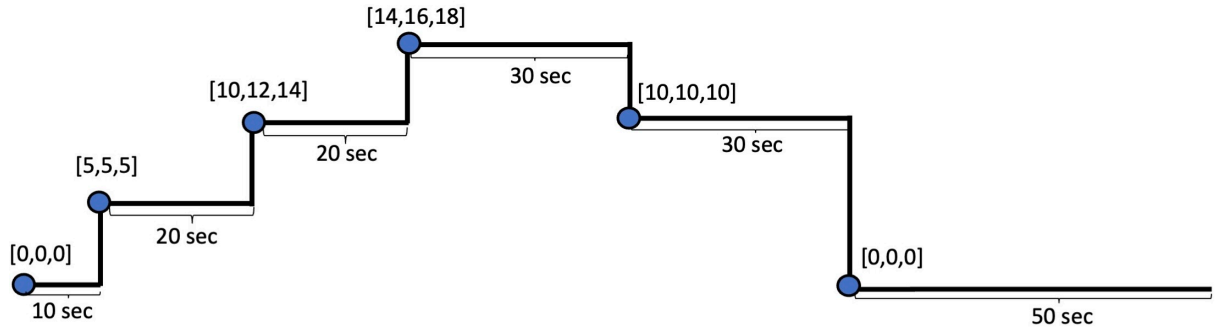 [14,16,18]
30 sec
[10,12,14]
[10,10,10]
20 sec
30 sec
[5,5,5]
20 sec
[0,0,0]
[0,0,0]
10 sec
50 sec